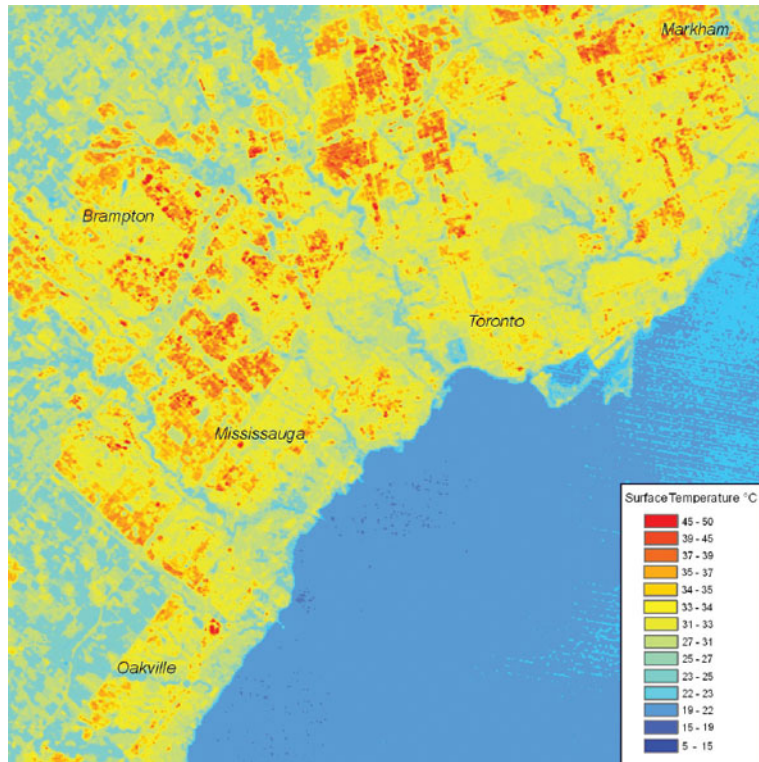 Markham
Brampton
Toronto
Mississauga
Oakville
Surface Temperature °C
45 - 50
39 - 45
37 - 39
35 - 37
34 - 35
33 - 34
31 - 33
27 - 31
25 - 27
23 - 25
22 - 23
19 - 22
15 - 19
5 - 15